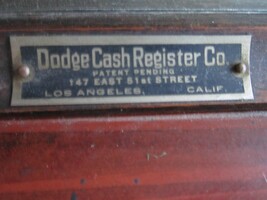 Dodge Cash Register Co.
PATENT PENDING
147 EAST 51st STREET
LOS ANGELES, CALIF.